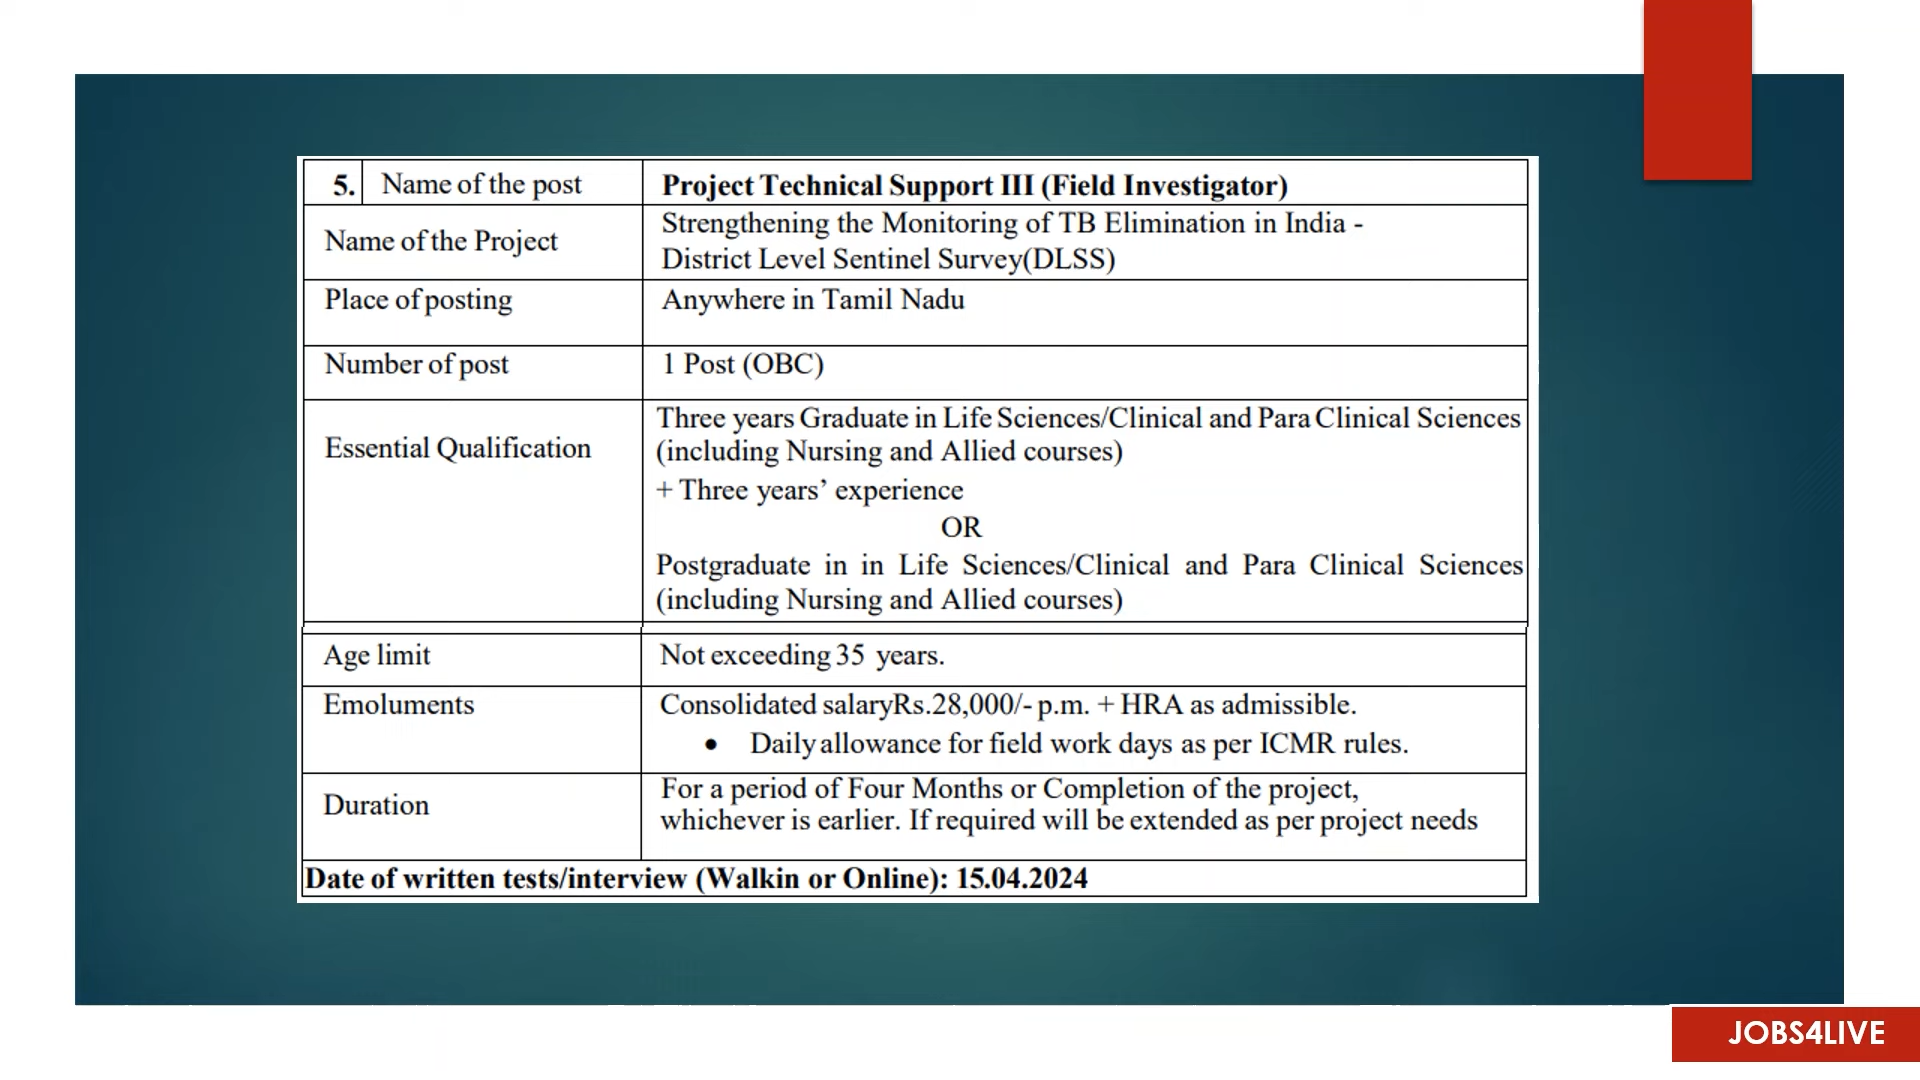 5. Name of the post Project Technical Support III (Field Investigator)
Name of the Project Strengthening the Monitoring of TB Elimination in India -
District Level Sentinel Survey(DLSS)
Place of posting Anywhere in Tamil Nadu
Number of post 1 Post (OBC)
Essential Qualification Three years Graduate in Life Sciences/Clinical and Para Clinical Sciences
(including Nursing and Allied courses)
+ Three years’ experience
OR
Postgraduate in in Life Sciences/Clinical and Para Clinical Sciences
(including Nursing and Allied courses)
Age limit Not exceeding 35 years.
Emoluments Consolidated salaryRs.28,000/- p.m. + HRA as admissible.
• Daily allowance for field work days as per ICMR rules.
Duration For a period of Four Months or Completion of the project,
whichever is earlier. If required will be extended as per project needs
Date of written tests/interview (Walkin or Online): 15.04.2024
JOBS4LIVE